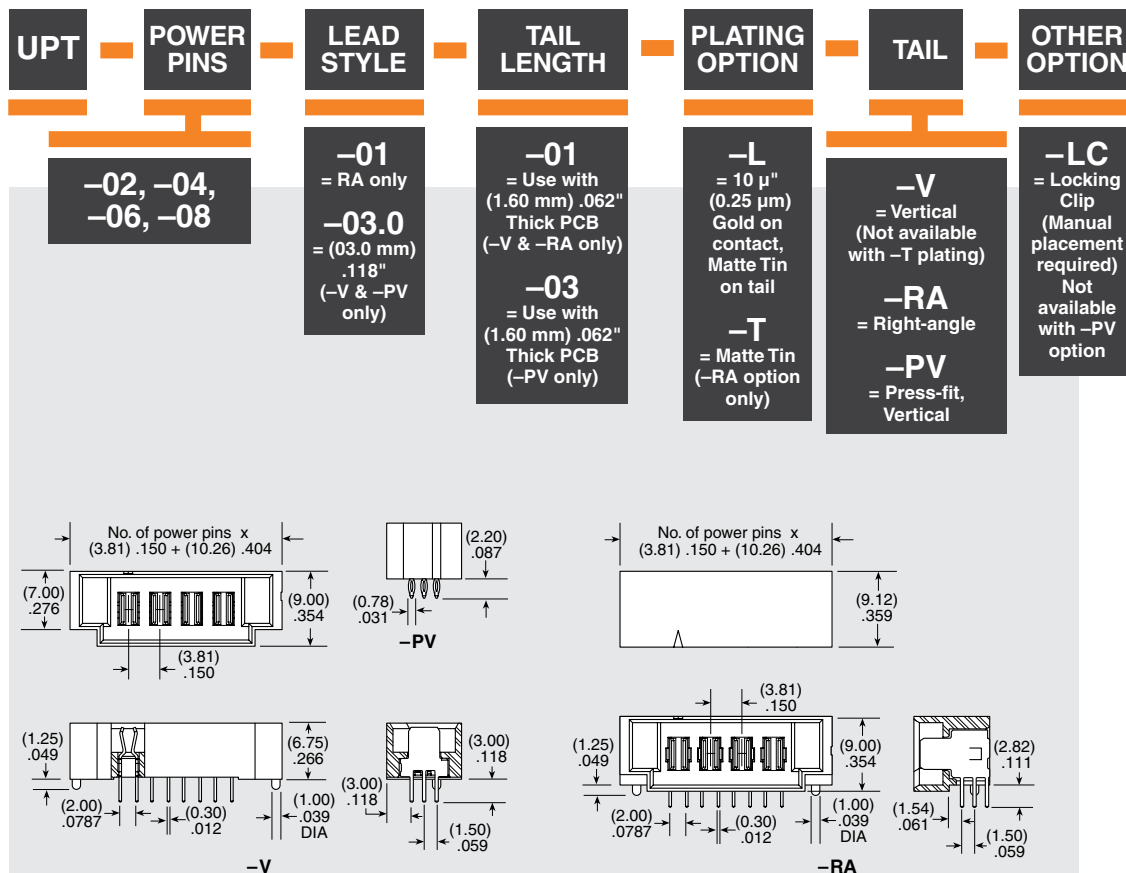 UPT
POWER
PINS
LEAD
STYLE
TAIL
LENGTH
PLATING
OPTION
TAIL
OTHER
OPTION
–02, –04,
–06, –08
–01
= RA only
–03.0
= (03.0 mm)
.118"
(–V & –PV
only)
–01
= Use with
(1.60 mm) .062"
Thick PCB
(–V & –RA only)
–03
= Use with
(1.60 mm) .062"
Thick PCB
(–PV only)
–L
= 10 µ"
(0.25 µm)
Gold on
contact,
Matte Tin
on tail
–T
= Matte Tin
(–RA option
only)
–V
= Vertical
(Not available
with –T plating)
–RA
= Right-angle
–PV
= Press-fit,
Vertical
–LC
= Locking
Clip
(Manual
placement
required)
Not
available
with –PV
option
No. of power pins x
(3.81) .150 + (10.26) .404
(7.00)
.276
(9.00)
.354
(3.81)
.150
(2.20)
.087
(0.78)
.031
–PV
No. of power pins x
(3.81) .150 + (10.26) .404
(9.12)
.359
(1.25)
.049
(6.75)
.266
(2.00)
.0787
(0.30)
.012
(1.00)
.039
DIA
–V
(3.00)
.118
(3.00)
.118
(1.50)
.059
(3.81)
.150
(1.25)
.049
(9.00)
.354
(2.00)
.0787
(0.30)
.012
(1.00)
.039
DIA
–RA
(2.82)
.111
(1.54)
.061
(1.50)
.059